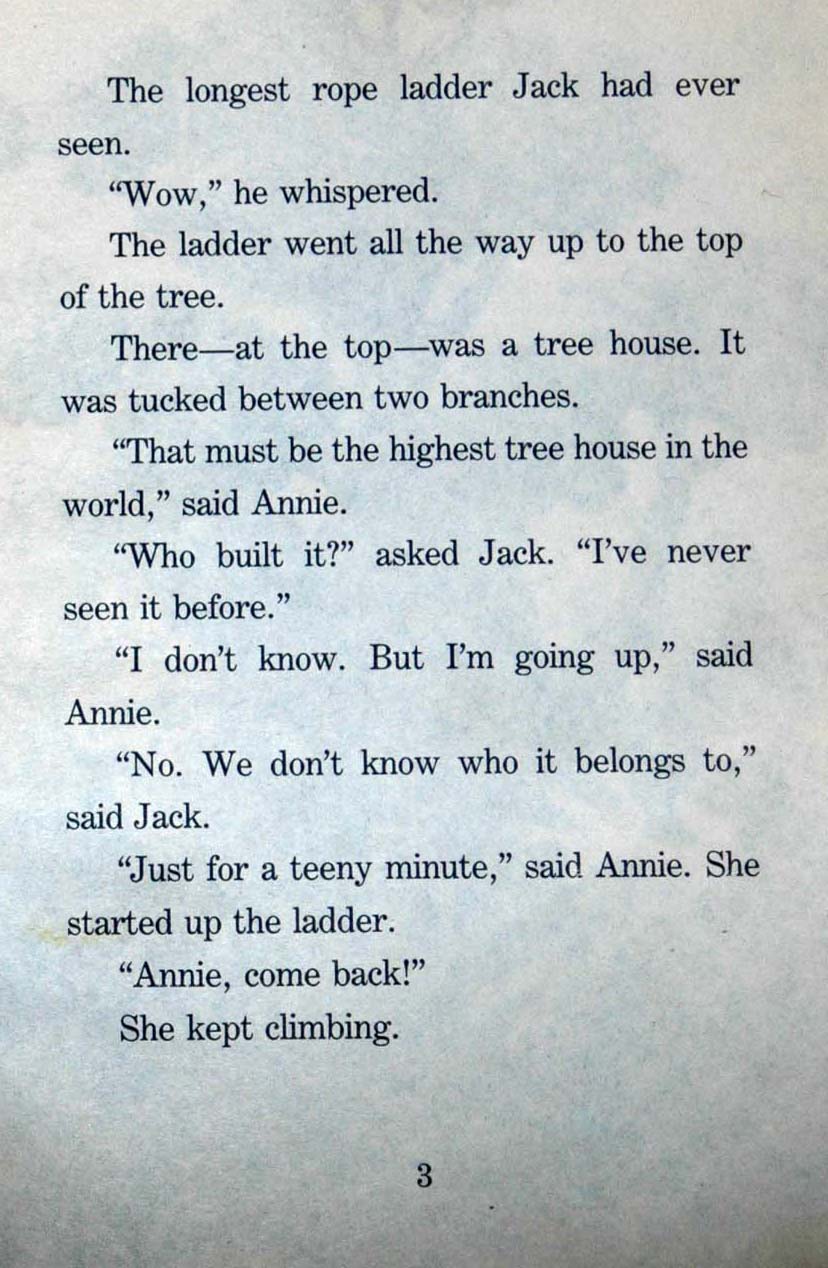 The longest rope ladder Jack had ever
seen.
“Wow,” he whispered.
The ladder went all the way up to the top
of the tree.
There—at the top—was a tree house. It
was tucked between two branches.
“That must be the highest tree house in the
world,” said Annie.
“Who built it?” asked Jack. “I’ve never
seen it before.”
“I don’t know. But I’m going up,” said
Annie.
“No. We don’t know who it belongs to,”
said Jack.
“Just for a teeny minute,” said Annie. She
started up the ladder.
“Annie, come back!”
She kept climbing.
3